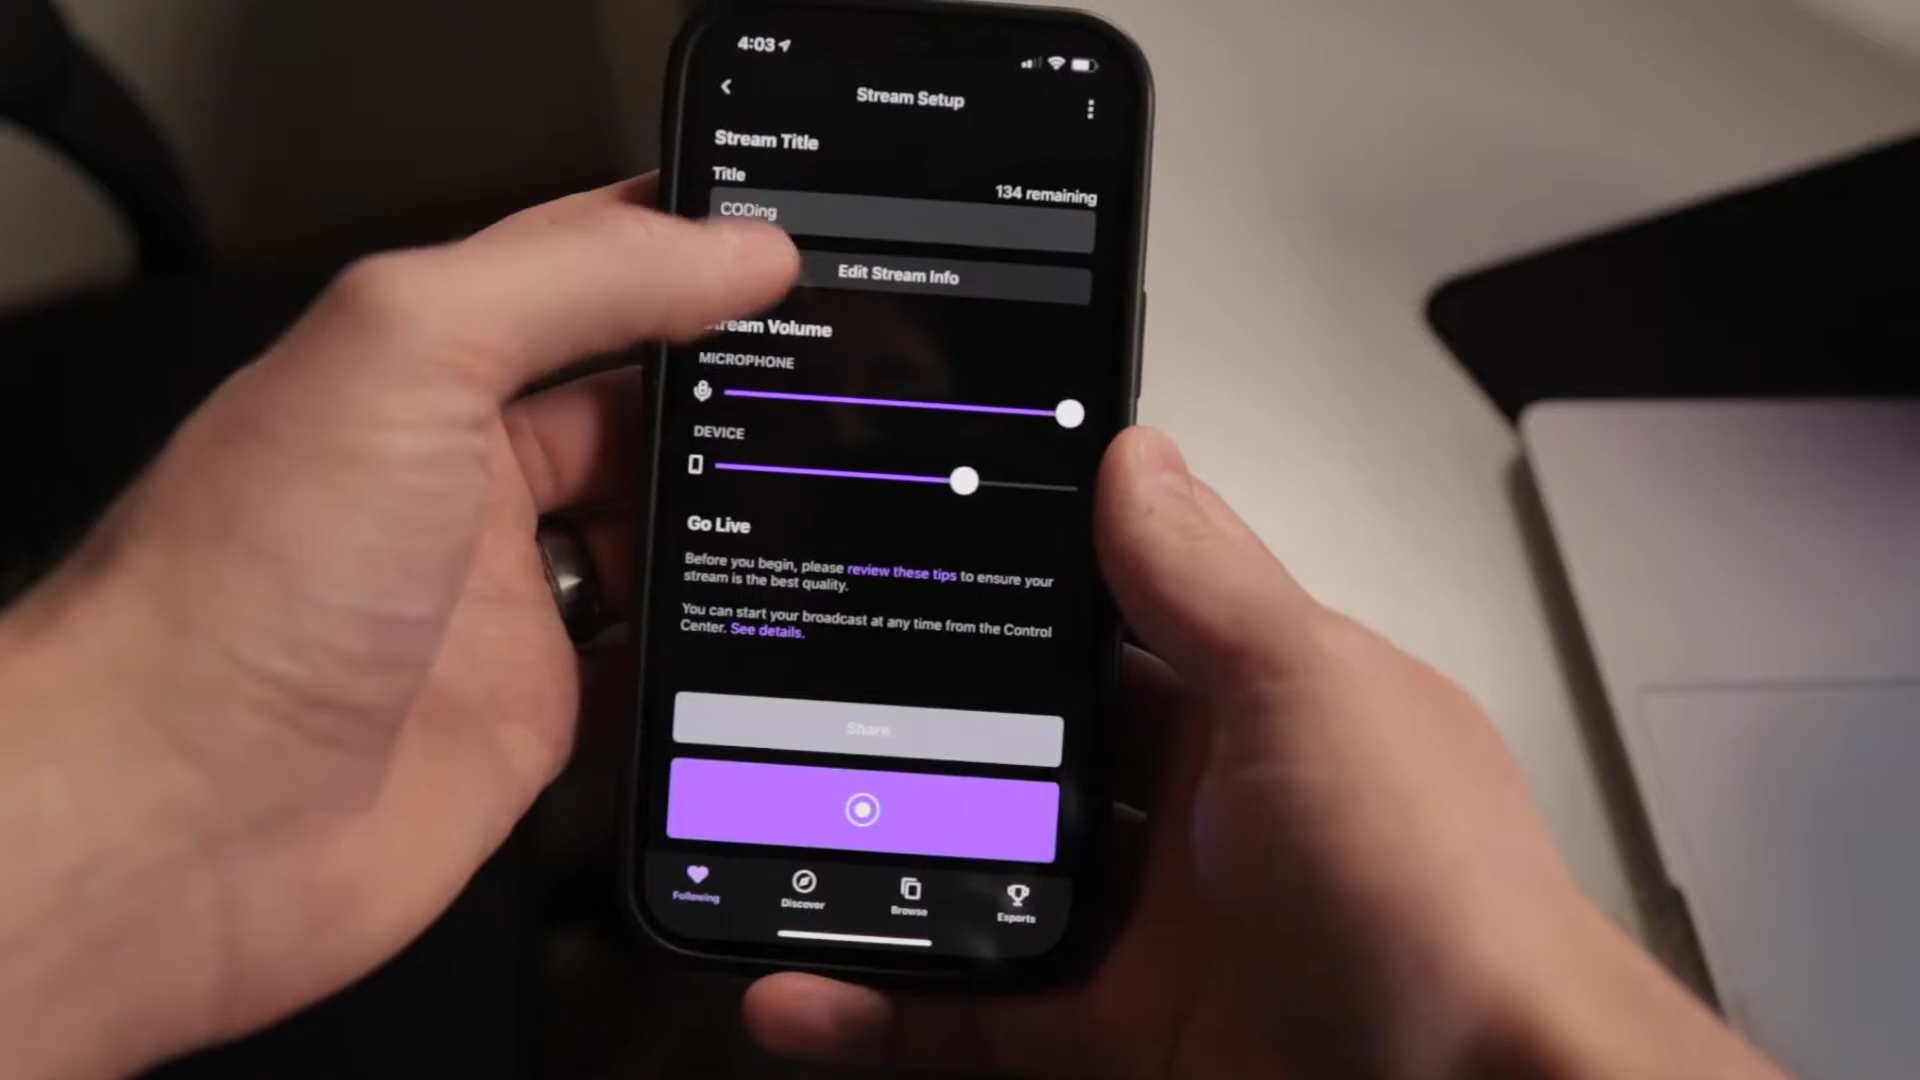 4:03
Stream Setup
Stream Title
Title
134 remaining
CODing
Edit Stream Info
Stream Volume
MICROPHONE
DEVICE
Go Live
Before you begin, please review these tips to ensure your
stream is the best quality.
You can start your broadcast at any time from the Control
Center. See details.
Share
Following
Discover
Browse
Esports